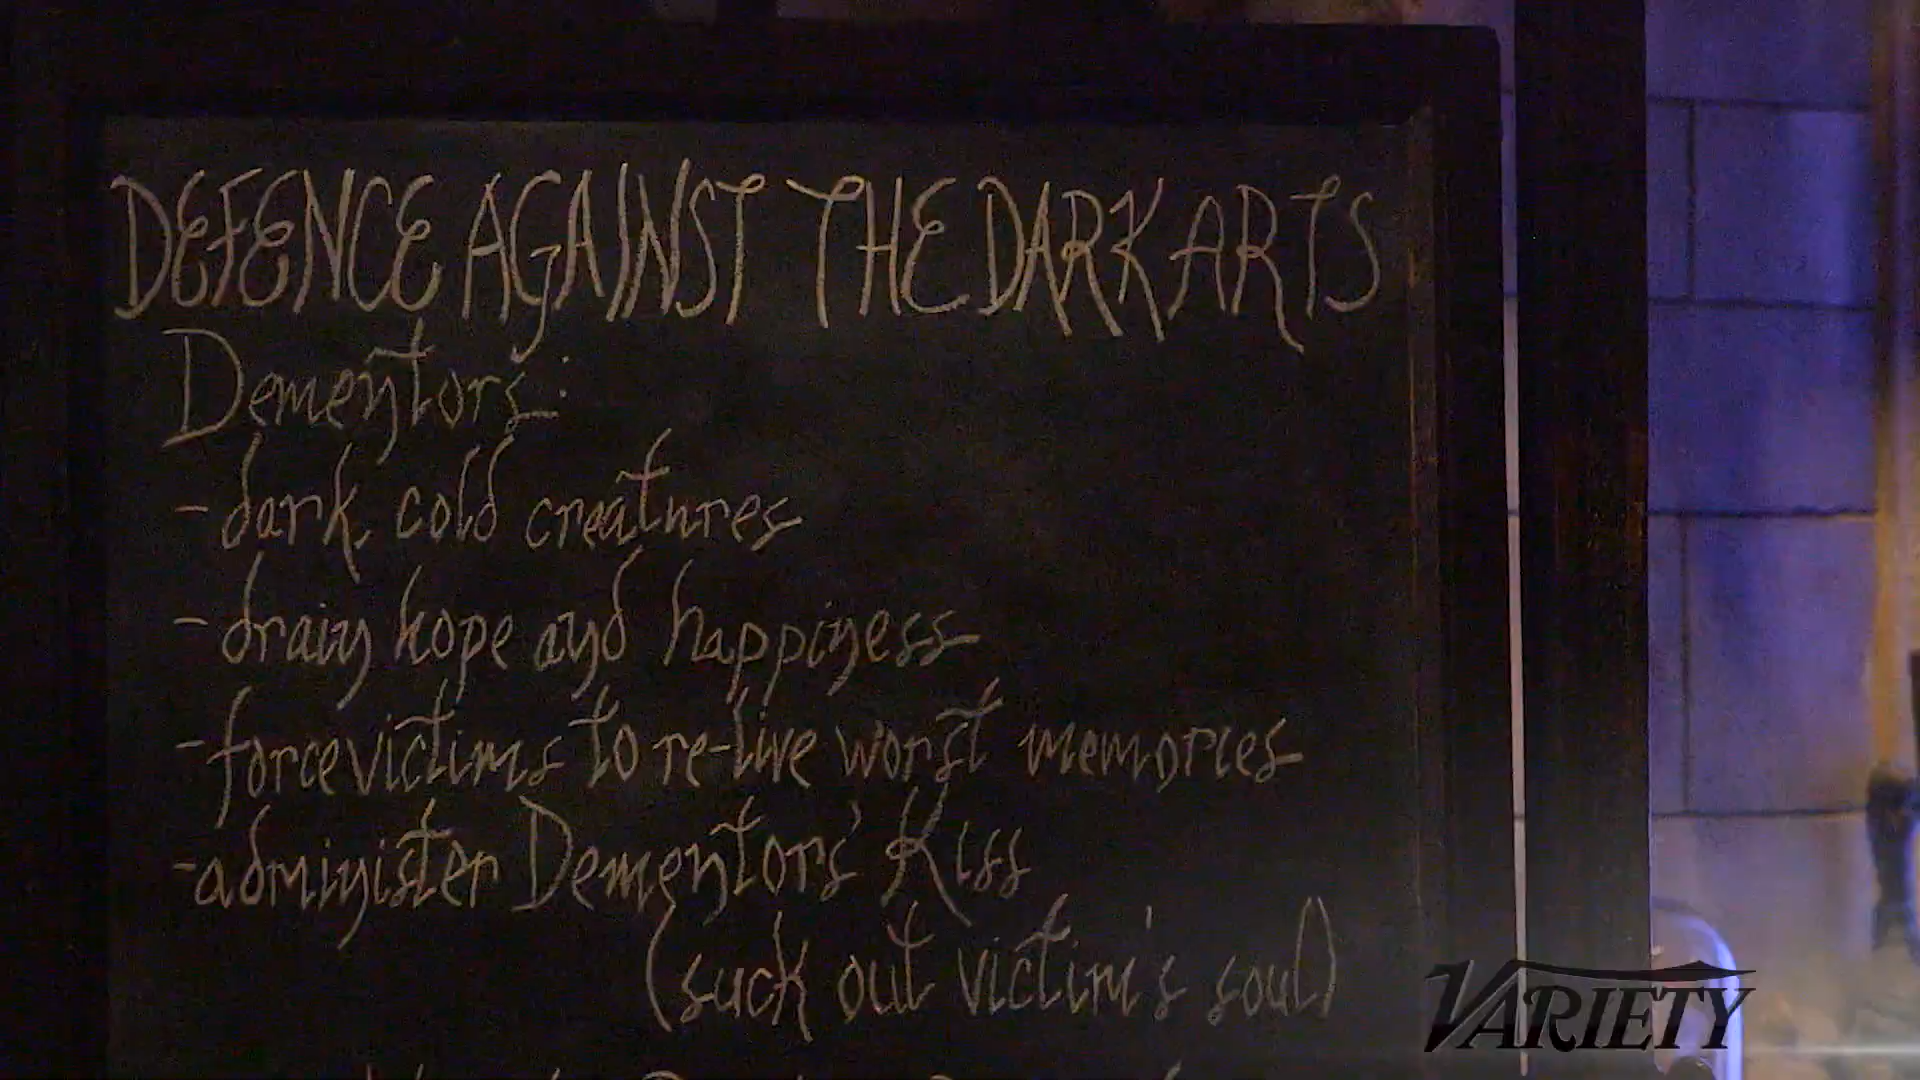 DEFENCE AGAINST THE DARK ARTS
Dementors:
- dark, cold creatures
- drain hope and happiness
- force victims to re-live worst memories
- administer Dementors' Kiss
(suck out victim's soul)
VARIETY